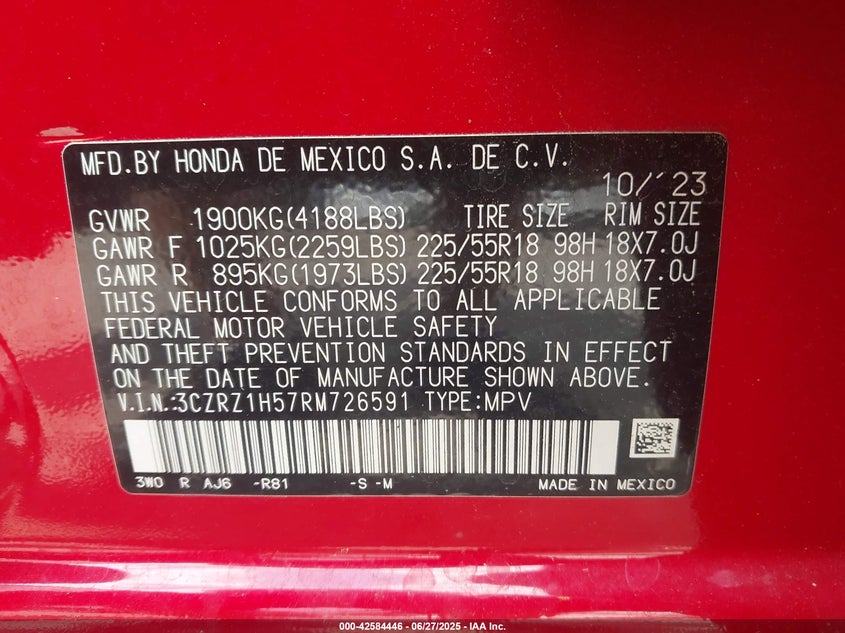 MFD.BY HONDA DE MEXICO S.A. DE C.V.
10/'23
GVWR 1900KG(4188LBS) TIRE SIZE RIM SIZE
GAWR F 1025KG(2259LBS) 225/55R18 98H 18X7.0J
GAWR R 895KG(1973LBS) 225/55R18 98H 18X7.0J
THIS VEHICLE CONFORMS TO ALL APPLICABLE
FEDERAL MOTOR VEHICLE SAFETY
AND THEFT PREVENTION STANDARDS IN EFFECT
ON THE DATE OF MANUFACTURE SHOWN ABOVE.
V.I.N.:3CZRZ1H57RM726591 TYPE:MPV
3W0 R AJ6 -R81 -S -M MADE IN MEXICO
000-42584446 - 06/27/2025 - IAA Inc.